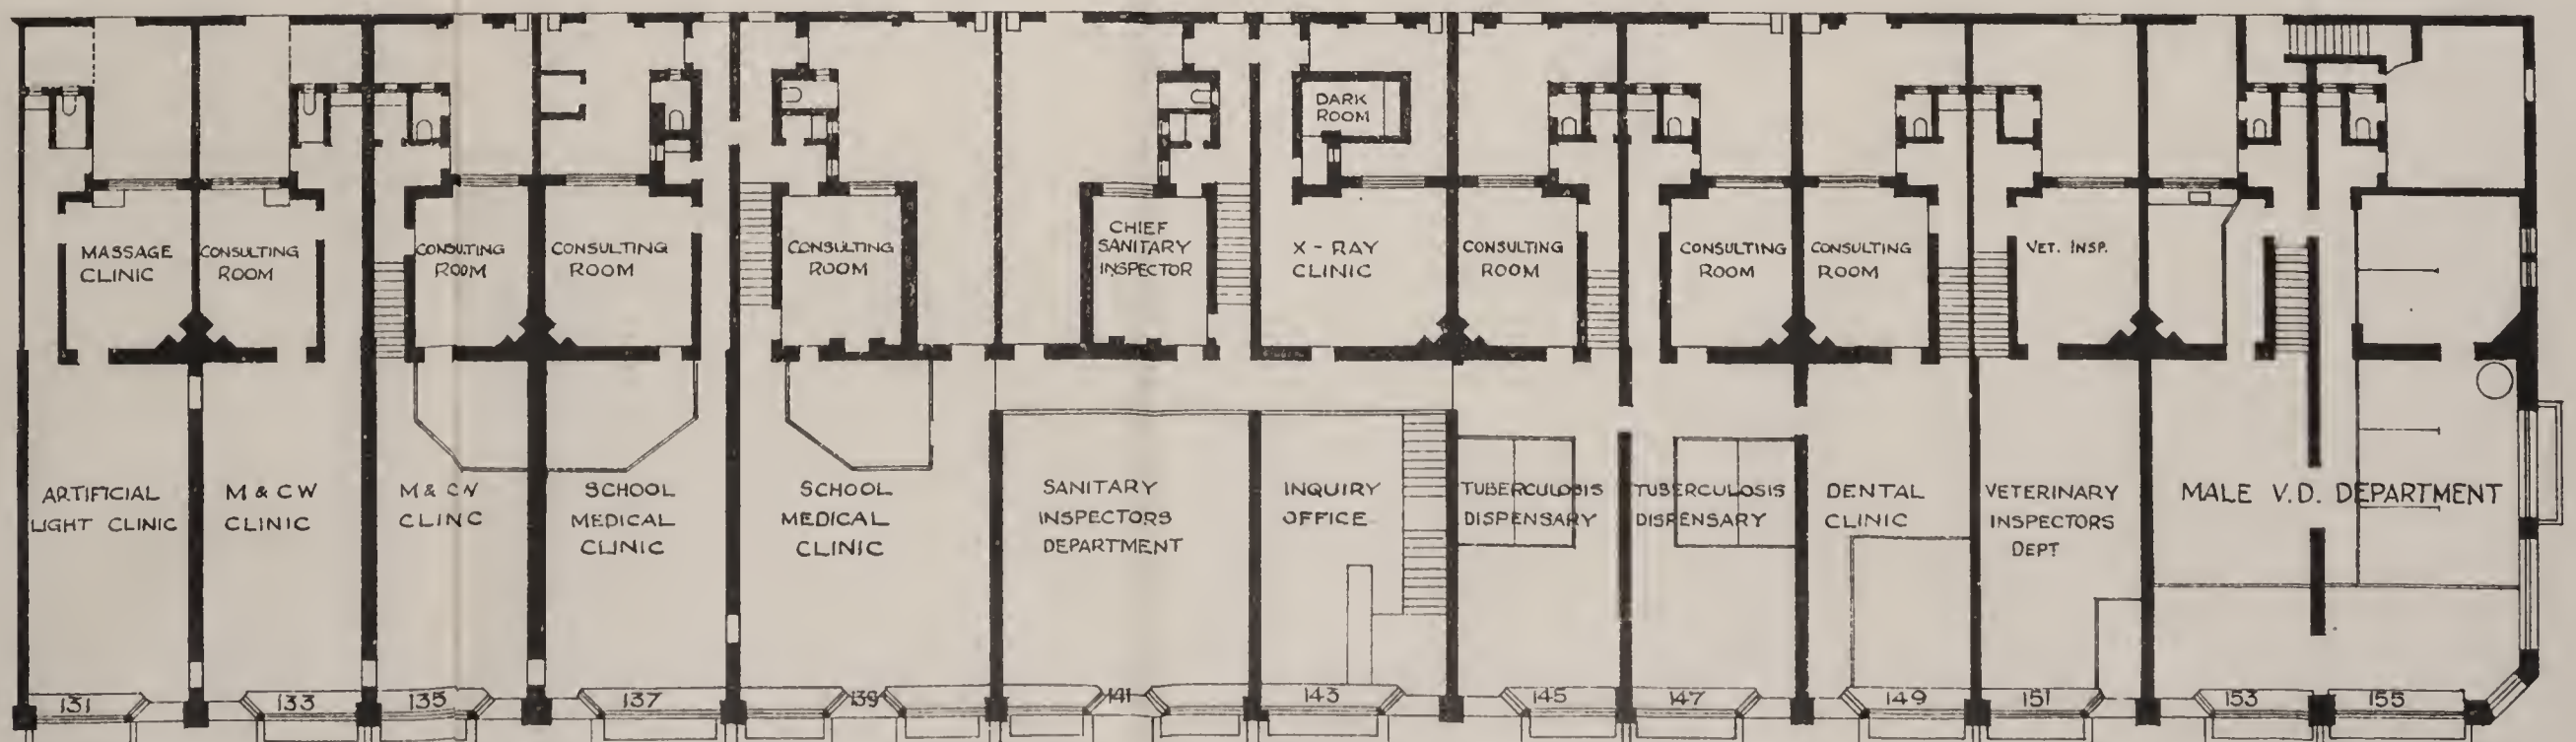 DARK
ROOM
MASSAGE
CLINIC
CONSULTING
ROOM
CONSULTING
ROOM
CONSULTING
ROOM
CONSULTING
ROOM
CHIEF
SANITARY
INSPECTOR
X-RAY
CLINIC
CONSULTING
ROOM
CONSULTING
ROOM
CONSULTING
ROOM
VET. INSP.
ARTIFICIAL
LIGHT CLINIC
M & CW
CLINIC
M & CW
CLINC
SCHOOL
MEDICAL
CLINIC
SCHOOL
MEDICAL
CLINIC
SANITARY
INSPECTORS
DEPARTMENT
INQUIRY
OFFICE
TUBERCULOSIS
DISPENSARY
TUBERCULOSIS
DISPENSARY
DENTAL
CLINIC
VETERINARY
INSPECTORS
DEPT
MALE V.D. DEPARTMENT
131
133
135
137
139
141
143
145
147
149
151
153
155